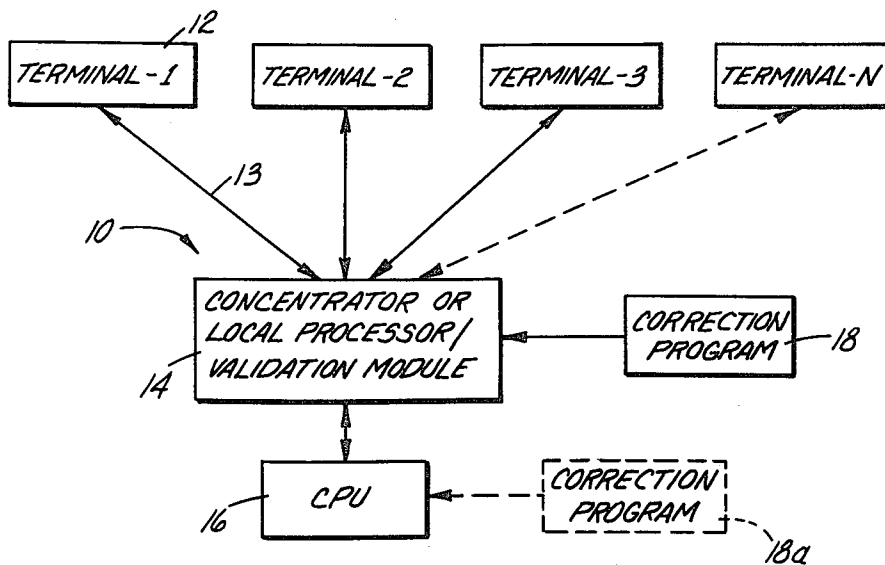 12
TERMINAL-1
TERMINAL-2
TERMINAL-3
TERMINAL-N
13
10
CONCENTRATOR OR
LOCAL PROCESSOR/
VALIDATION MODULE
14
CORRECTION
PROGRAM
18
CPU
16
CORRECTION
PROGRAM
18a